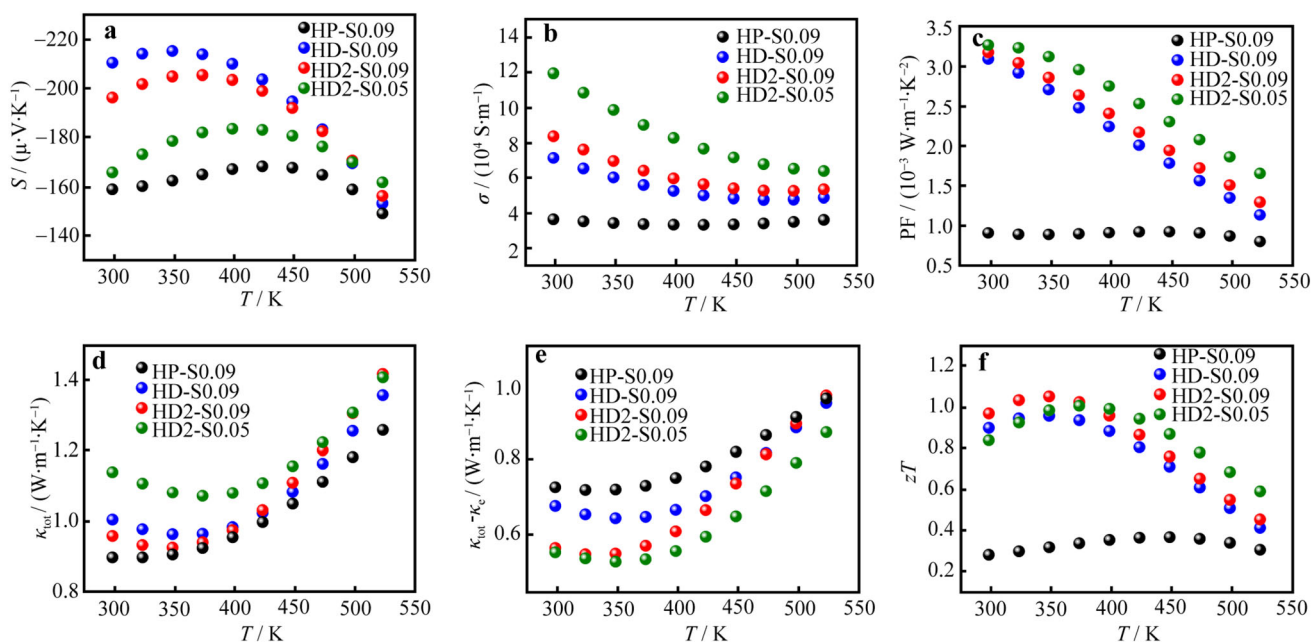 a
HP-S0.09
HD-S0.09
HD2-S0.09
HD2-S0.05
S / (μ·V·K⁻¹)
−220
−200
−180
−160
−140
300 350 400 450 500 550
T / K
b
HP-S0.09
HD-S0.09
HD2-S0.09
HD2-S0.05
σ / (10⁴ S·m⁻¹)
14
12
10
8
6
4
2
300 350 400 450 500 550
T / K
c
HP-S0.09
HD-S0.09
HD2-S0.09
HD2-S0.05
PF / (10⁻³ W·m⁻¹·K⁻²)
3.5
3.0
2.5
2.0
1.5
1.0
0.5
300 350 400 450 500 550
T / K
d
HP-S0.09
HD-S0.09
HD2-S0.09
HD2-S0.05
κtot / (W·m⁻¹·K⁻¹)
1.4
1.2
1.0
0.8
300 350 400 450 500 550
T / K
e
HP-S0.09
HD-S0.09
HD2-S0.09
HD2-S0.05
κtot -κe / (W·m⁻¹·K⁻¹)
1.0
0.8
0.6
300 350 400 450 500 550
T / K
f
HP-S0.09
HD-S0.09
HD2-S0.09
HD2-S0.05
zT
1.2
1.0
0.8
0.6
0.4
0.2
300 350 400 450 500 550
T / K